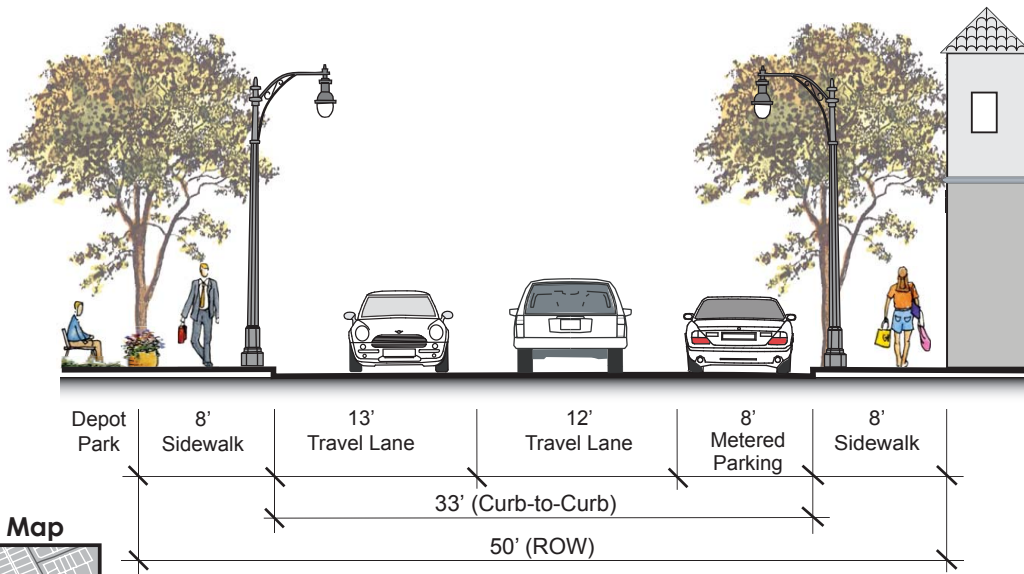 Depot
Park
8’
Sidewalk
13’
Travel Lane
12’
Travel Lane
8’
Metered
Parking
8’
Sidewalk
33’ (Curb-to-Curb)
50’ (ROW)
Map